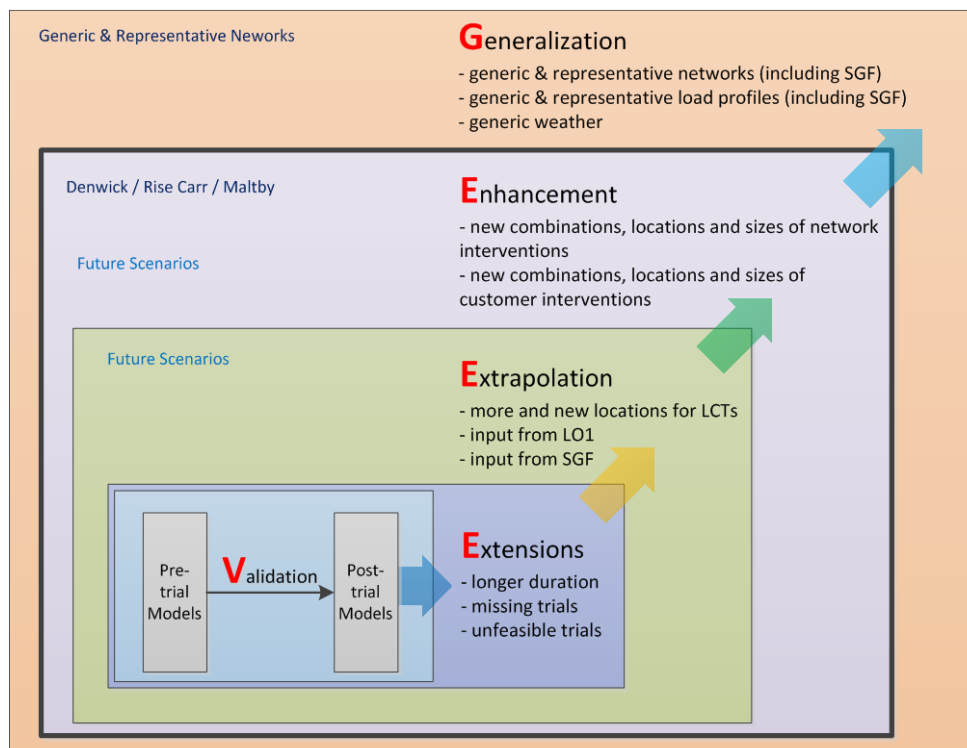 Generic & Representative Neworks
Generalization
- generic & representative networks (including SGF)
- generic & representative load profiles (including SGF)
- generic weather
Denwick / Rise Carr / Maltby
Enhancement
- new combinations, locations and sizes of network
interventions
- new combinations, locations and sizes of
customer interventions
Future Scenarios
Future Scenarios
Extrapolation
- more and new locations for LCTs
- input from LO1
- input from SGF
Pre-
trial
Models
Validation
Post-
trial
Models
Extensions
- longer duration
- missing trials
- unfeasible trials